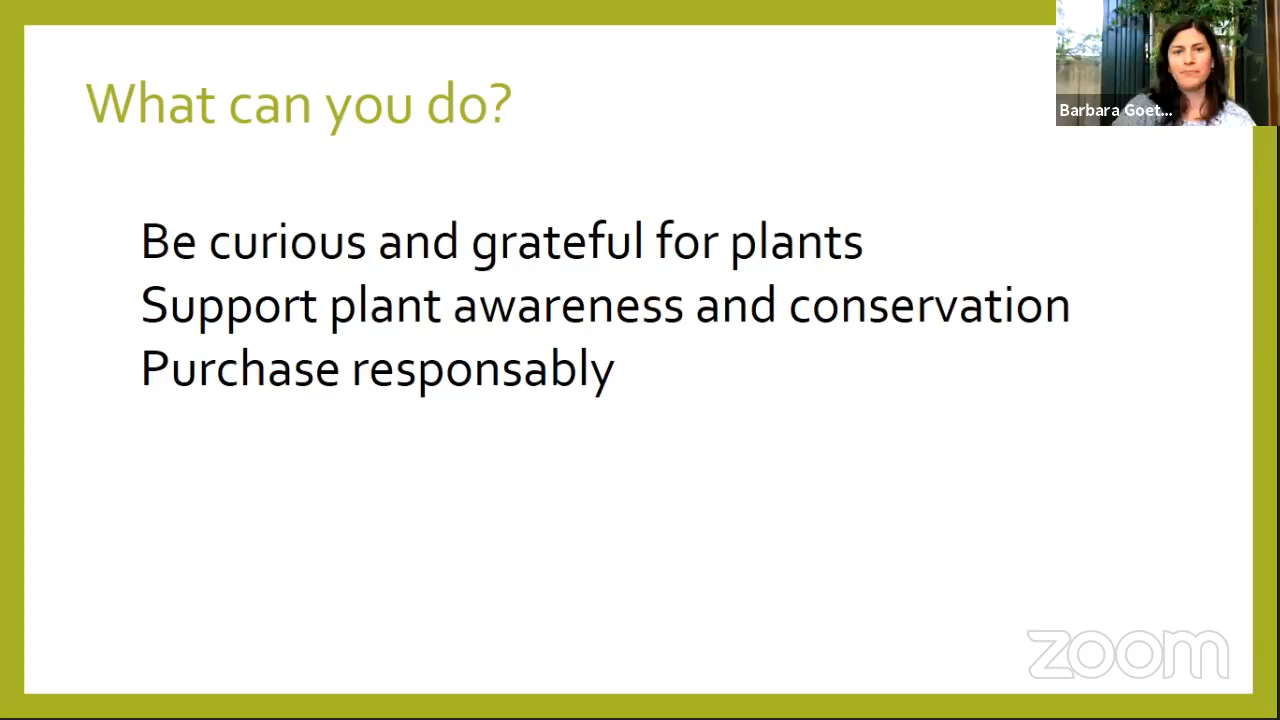 What can you do?
Barbara Goet...
Be curious and grateful for plants
Support plant awareness and conservation
Purchase responsably
zoom